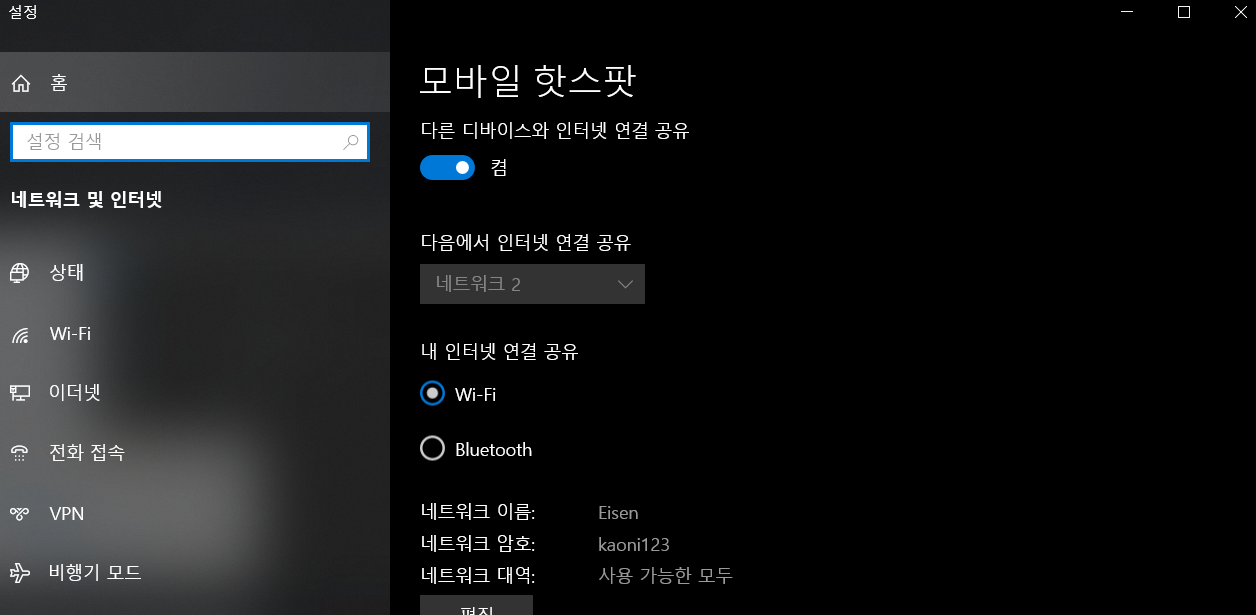 설정
홈
설정 검색
네트워크 및 인터넷
상태
Wi-Fi
이더넷
전화 접속
VPN
비행기 모드
모바일 핫스팟
다른 디바이스와 인터넷 연결 공유
켬
다음에서 인터넷 연결 공유
네트워크 2
내 인터넷 연결 공유
Wi-Fi
Bluetooth
네트워크 이름: Eisen
네트워크 암호: kaoni123
네트워크 대역: 사용 가능한 모두
편집